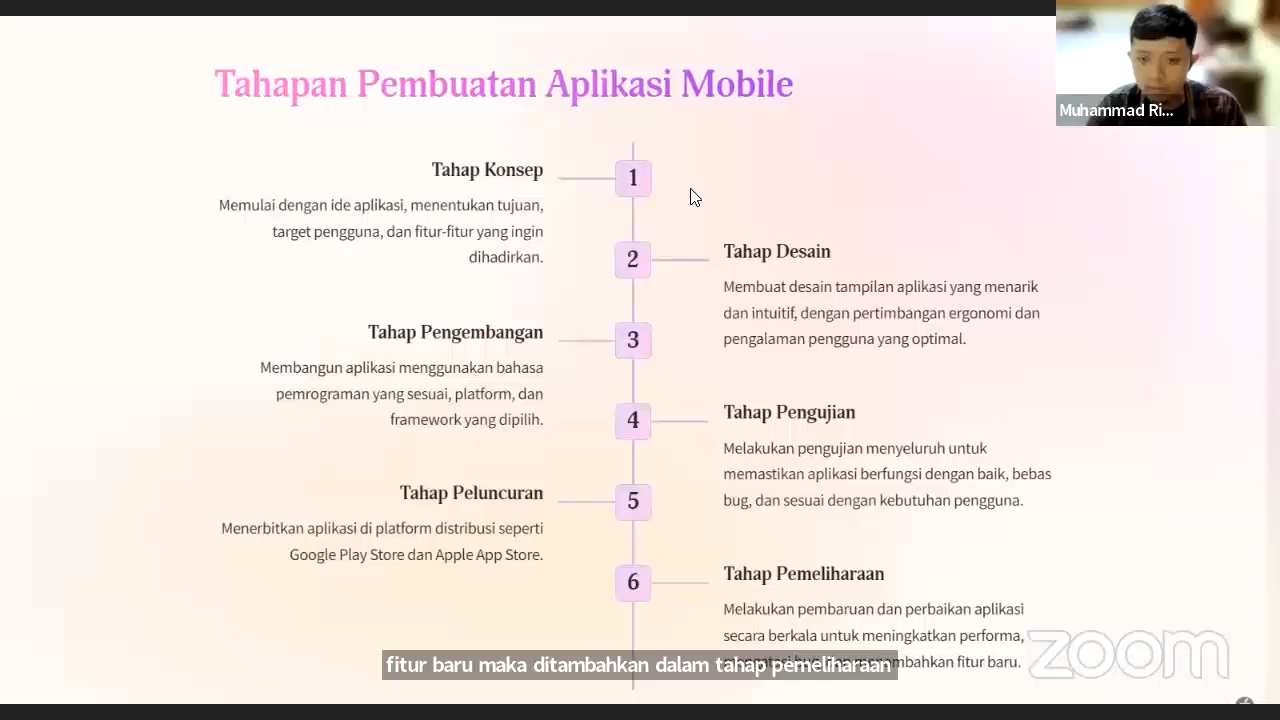 Tahapan Pembuatan Aplikasi Mobile
Muhammad Ri...
1
Tahap Konsep
Memulai dengan ide aplikasi, menentukan tujuan,
target pengguna, dan fitur-fitur yang ingin
dihadirkan.
2
Tahap Desain
Membuat desain tampilan aplikasi yang menarik
dan intuitif, dengan pertimbangan ergonomi dan
pengalaman pengguna yang optimal.
3
Tahap Pengembangan
Membangun aplikasi menggunakan bahasa
pemrograman yang sesuai, platform, dan
framework yang dipilih.
4
Tahap Pengujian
Melakukan pengujian menyeluruh untuk
memastikan aplikasi berfungsi dengan baik, bebas
bug, dan sesuai dengan kebutuhan pengguna.
5
Tahap Peluncuran
Menerbitkan aplikasi di platform distribusi seperti
Google Play Store dan Apple App Store.
6
Tahap Pemeliharaan
Melakukan pembaruan dan perbaikan aplikasi
secara berkala untuk meningkatkan performa,
fitur baru.
fitur baru maka ditambahkan dalam tahap pemeliharaan
zoom